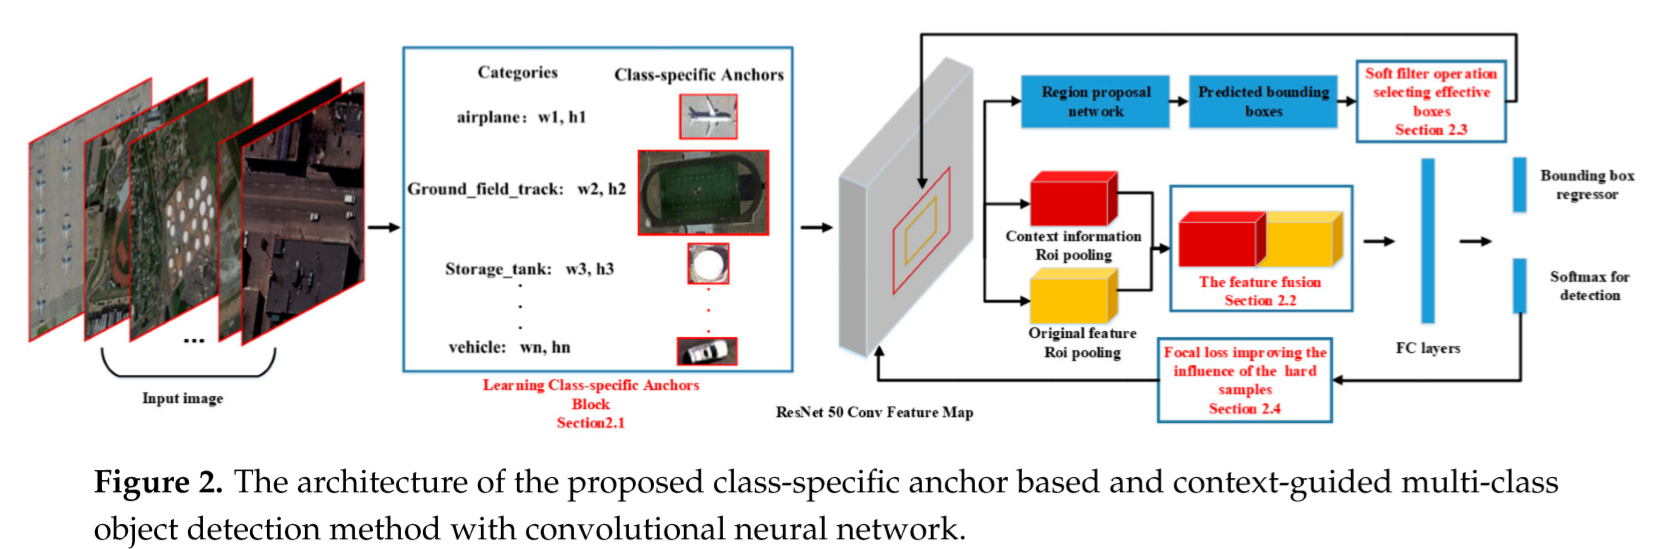 Input image
...
Categories
Class-specific Anchors
airplane: w1, h1
Ground_field_track: w2, h2
Storage_tank: w3, h3
vehicle: wn, hn
Learning Class-specific Anchors
Block
Section2.1
ResNet 50 Conv Feature Map
Region proposal
network
Predicted bounding
boxes
Soft filter operation
selecting effective
boxes
Section 2.3
Context information
Roi pooling
Original feature
Roi pooling
The feature fusion
Section 2.2
FC layers
Bounding box
regressor
Softmax for
detection
Focal loss improving the
influence of the hard
samples
Section 2.4
Figure 2. The architecture of the proposed class-specific anchor based and context-guided multi-class
object detection method with convolutional neural network.